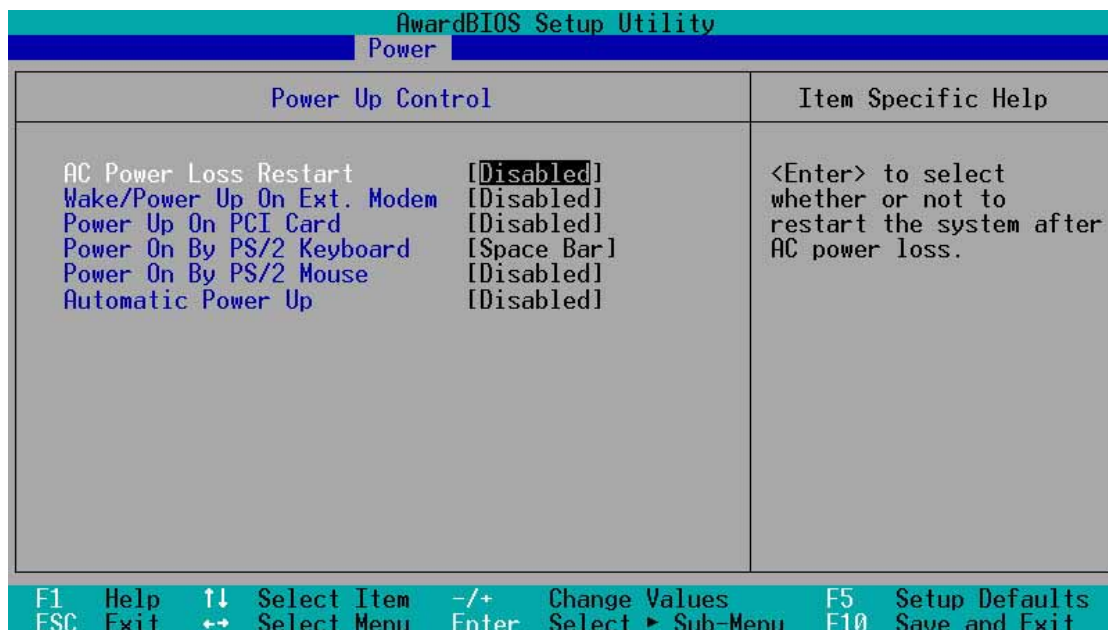 AwardBIOS Setup Utility
Power
Power Up Control
Item Specific Help
AC Power Loss Restart [Disabled]
Wake/Power Up On Ext. Modem [Disabled]
Power Up On PCI Card [Disabled]
Power On By PS/2 Keyboard [Space Bar]
Power On By PS/2 Mouse [Disabled]
Automatic Power Up [Disabled]
<Enter> to select
whether or not to
restart the system after
AC power loss.
F1 Help ↑↓ Select Item -/+ Change Values F5 Setup Defaults
ESC Exit ←→ Select Menu Enter Select ► Sub-Menu F10 Save and Exit